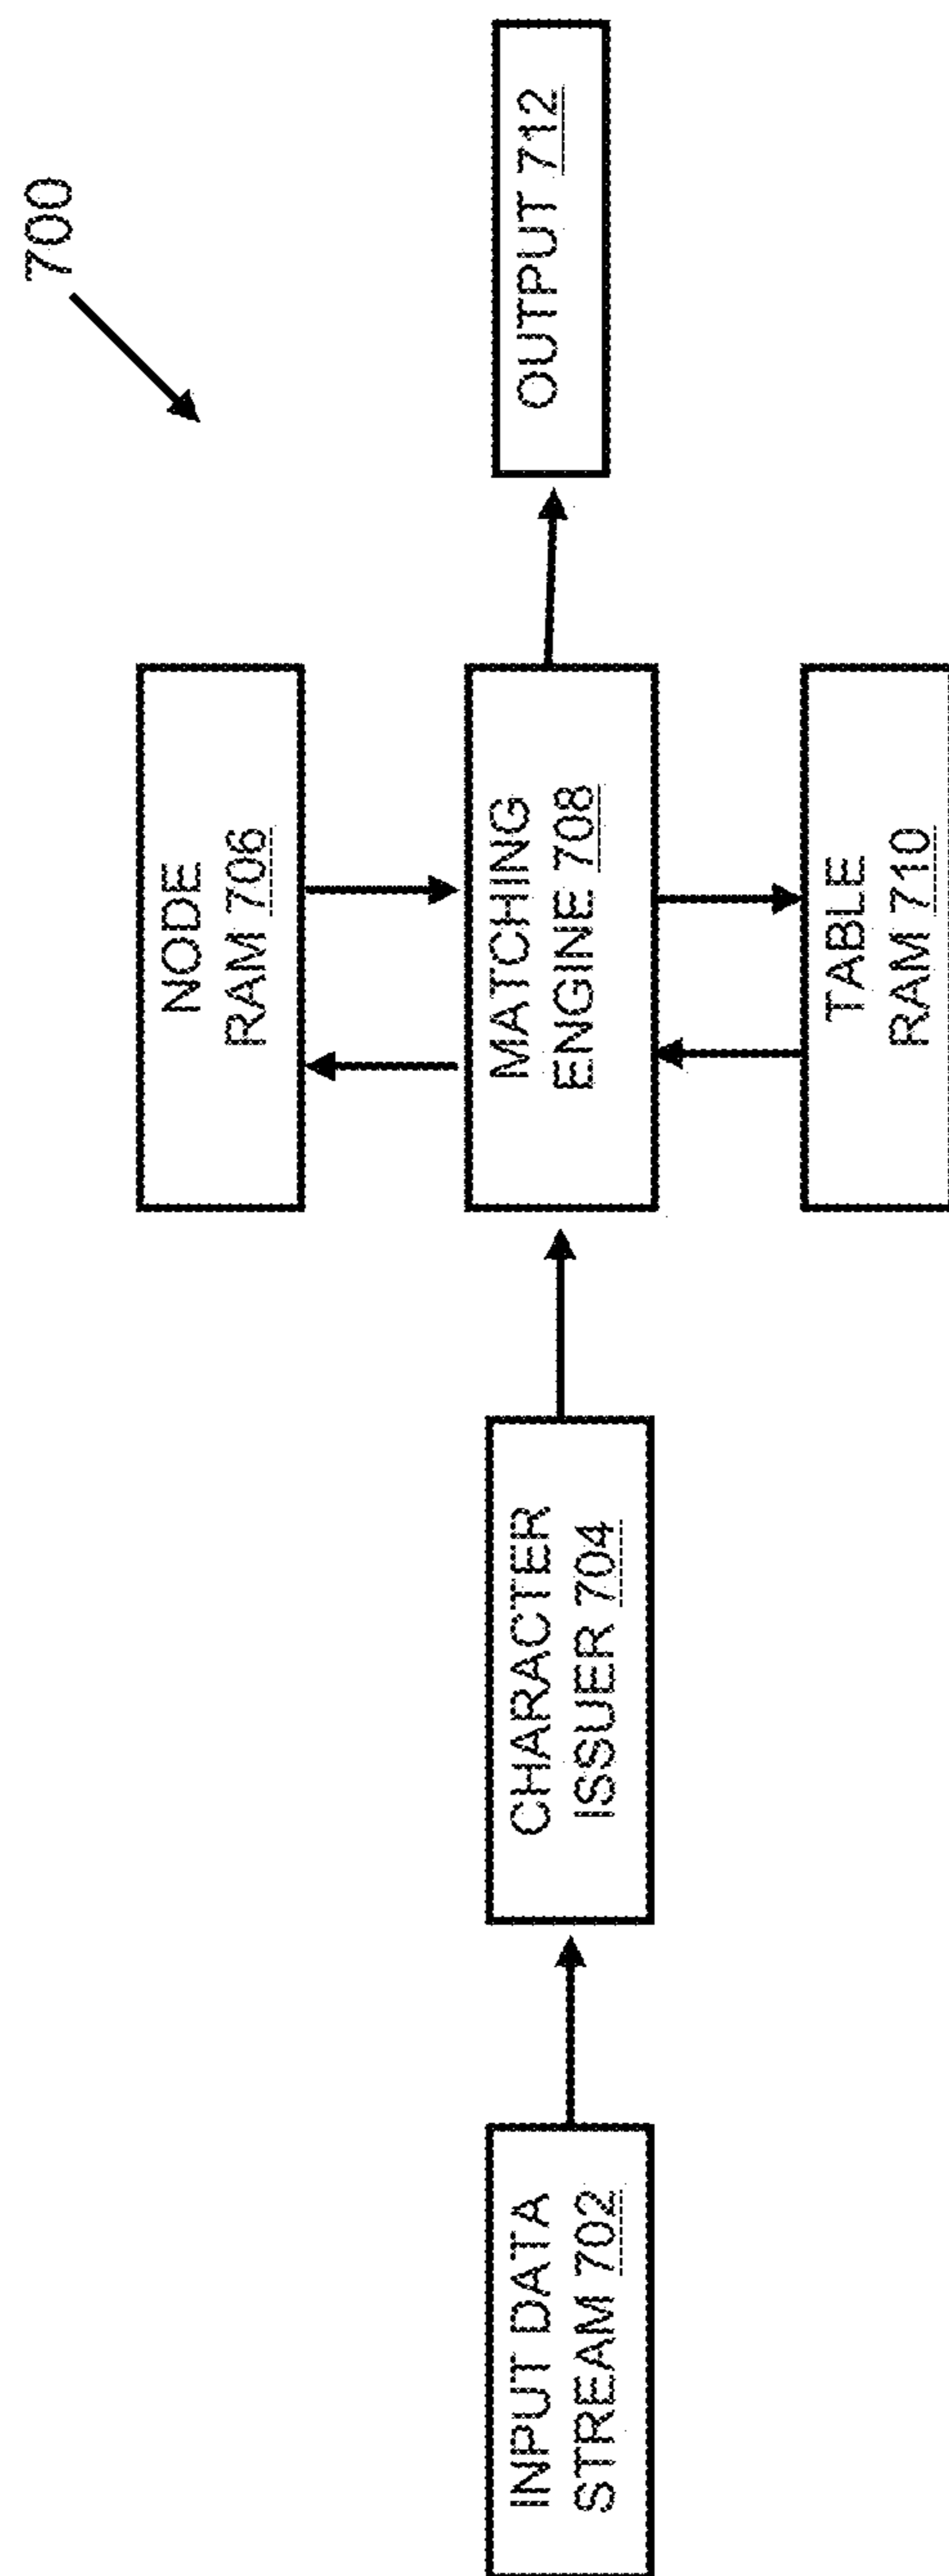 700
INPUT DATA
STREAM 702
CHARACTER
ISSUER 704
NODE
RAM 706
MATCHING
ENGINE 708
TABLE
RAM 710
OUTPUT 712